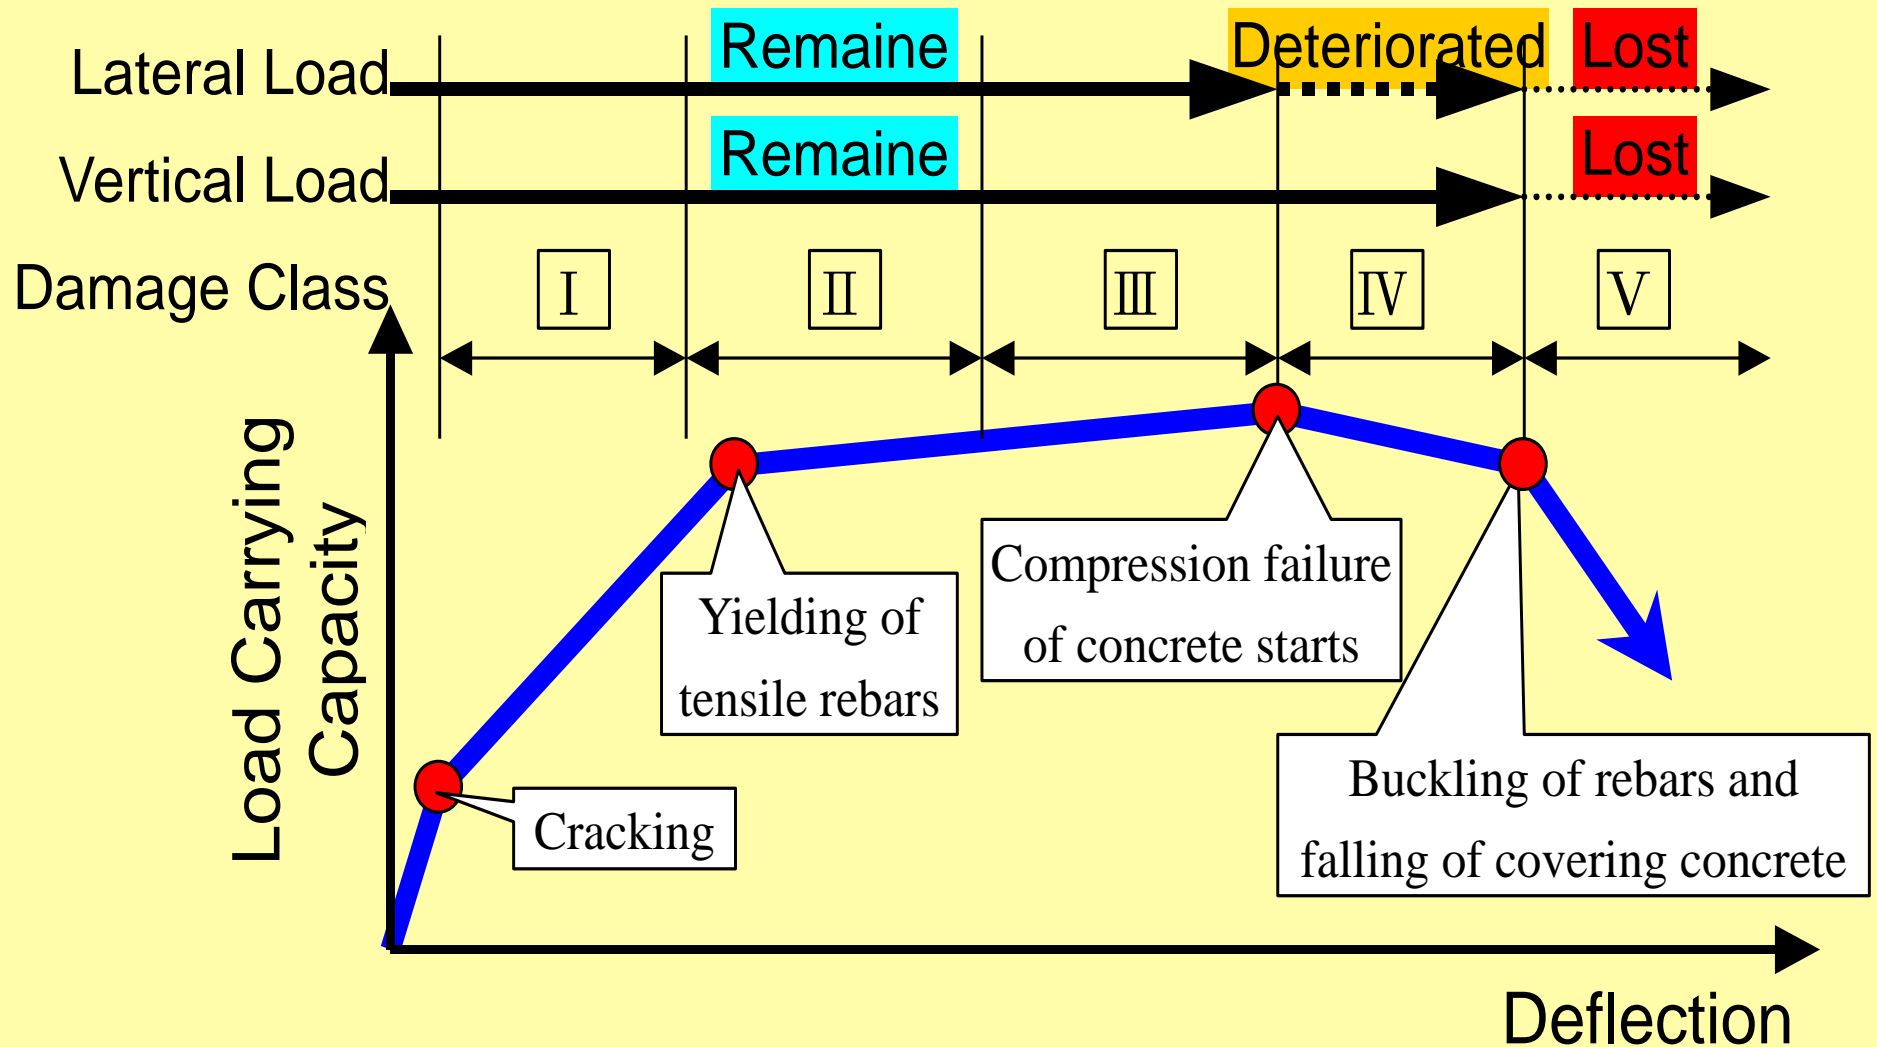 Lateral Load
Remaine
Deteriorated
Lost
Vertical Load
Remaine
Lost
Damage Class
Ⅰ
Ⅱ
Ⅲ
Ⅳ
Ⅴ
Load Carrying
Capacity
Cracking
Yielding of
tensile rebars
Compression failure
of concrete starts
Buckling of rebars and
falling of covering concrete
Deflection